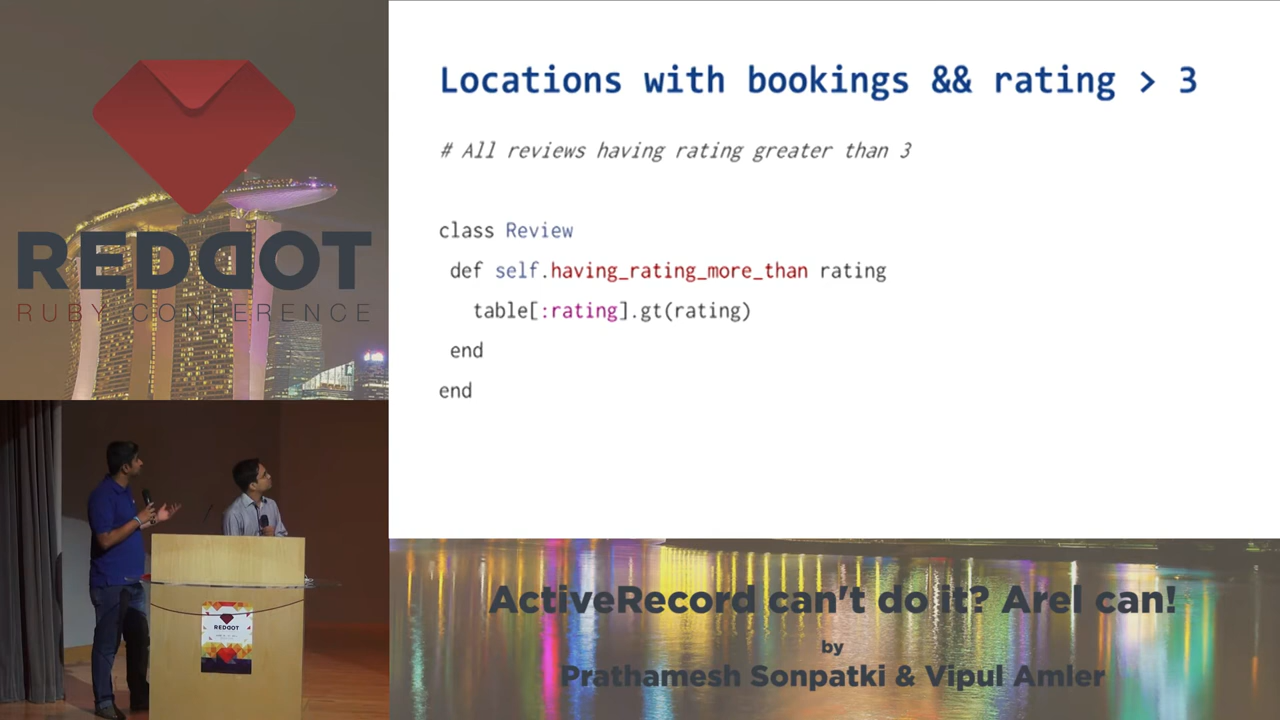 REDDOT
RUBY CONFERENCE
Locations with bookings && rating > 3
# All reviews having rating greater than 3
class Review
def self.having_rating_more_than rating
table[:rating].gt(rating)
end
end
REDDOT
ActiveRecord can't do it? Arel can!
by
Prathamesh Sonpatki & Vipul Amler